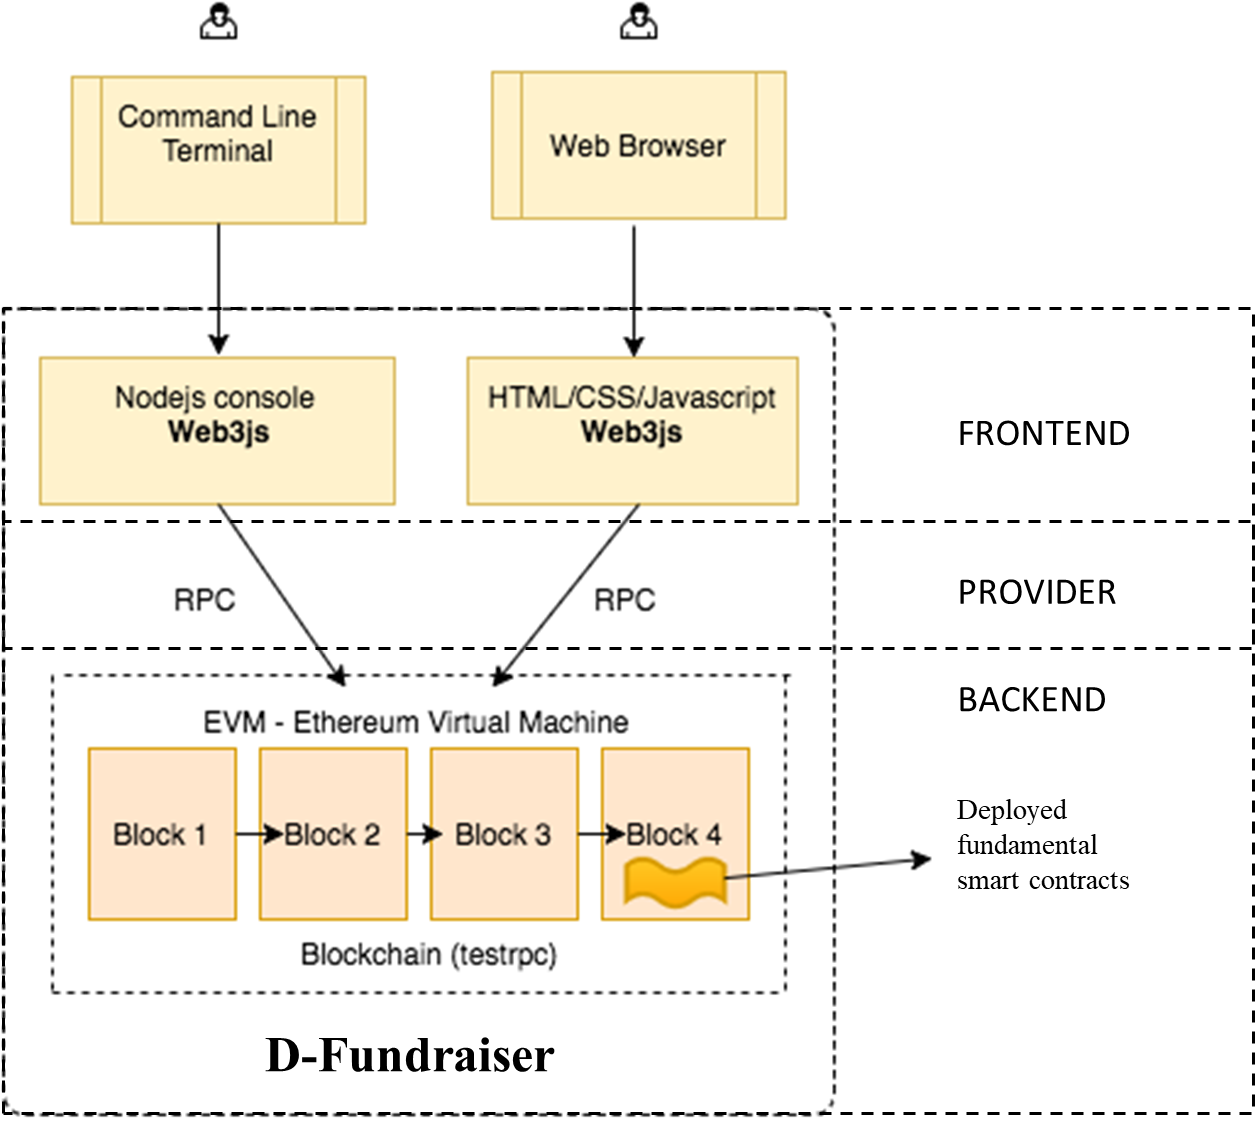 Command Line
Terminal
Web Browser
Nodejs console
Web3js
HTML/CSS/Javascript
Web3js
FRONTEND
RPC
RPC
PROVIDER
BACKEND
EVM - Ethereum Virtual Machine
Block 1
Block 2
Block 3
Block 4
Deployed
fundamental
smart contracts
Blockchain (testrpc)
D-Fundraiser